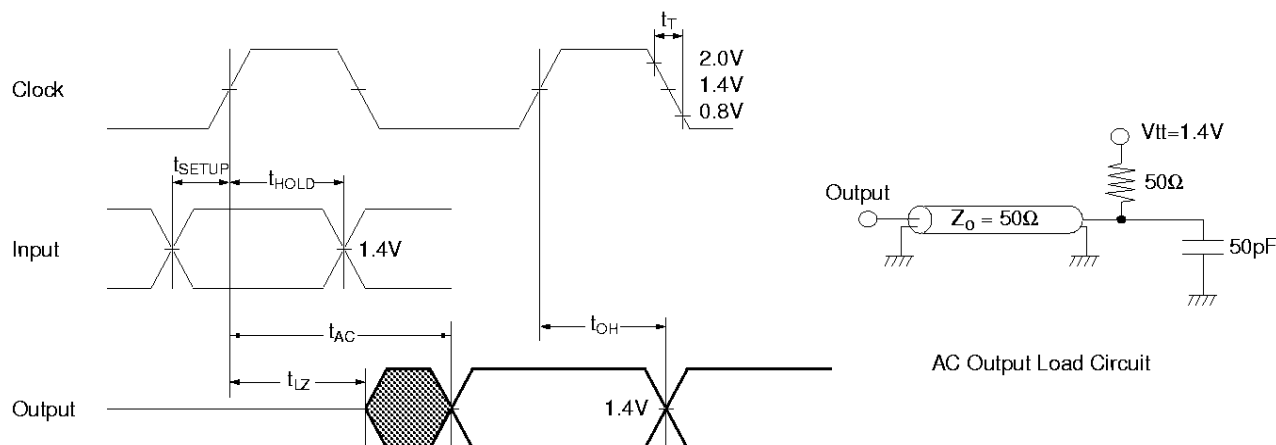 tT
2.0V
Clock
1.4V
0.8V
tSETUP
tHOLD
Vtt=1.4V
50Ω
Output
Zo = 50Ω
Input
1.4V
50pF
tAC
tOH
tLZ
AC Output Load Circuit
Output
1.4V